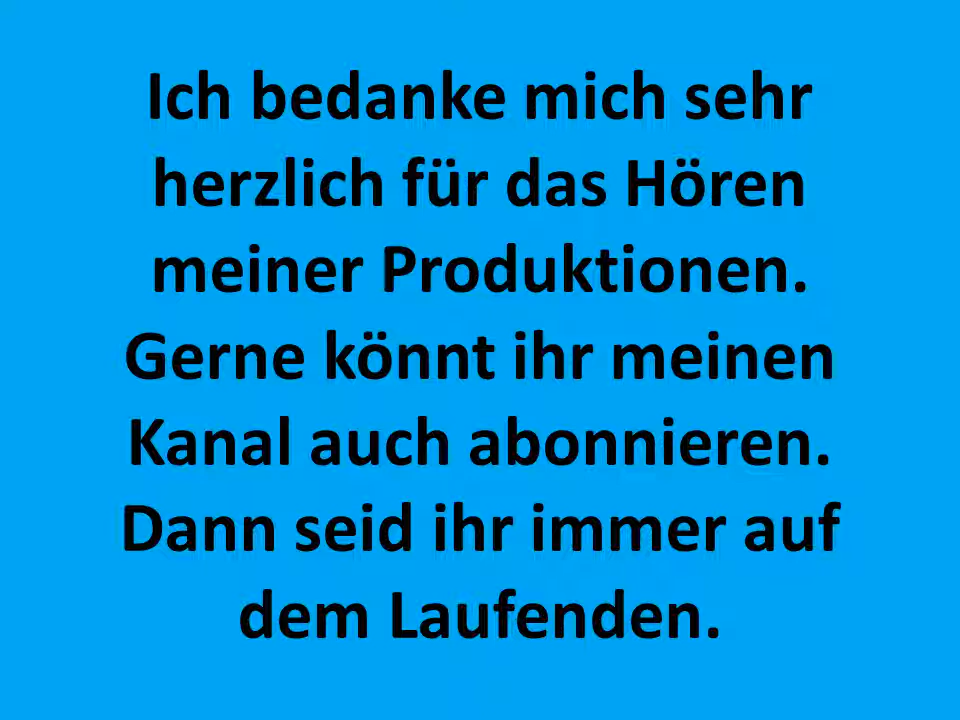 Ich bedanke mich sehr
herzlich für das Hören
meiner Produktionen.
Gerne könnt ihr meinen
Kanal auch abonnieren.
Dann seid ihr immer auf
dem Laufenden.